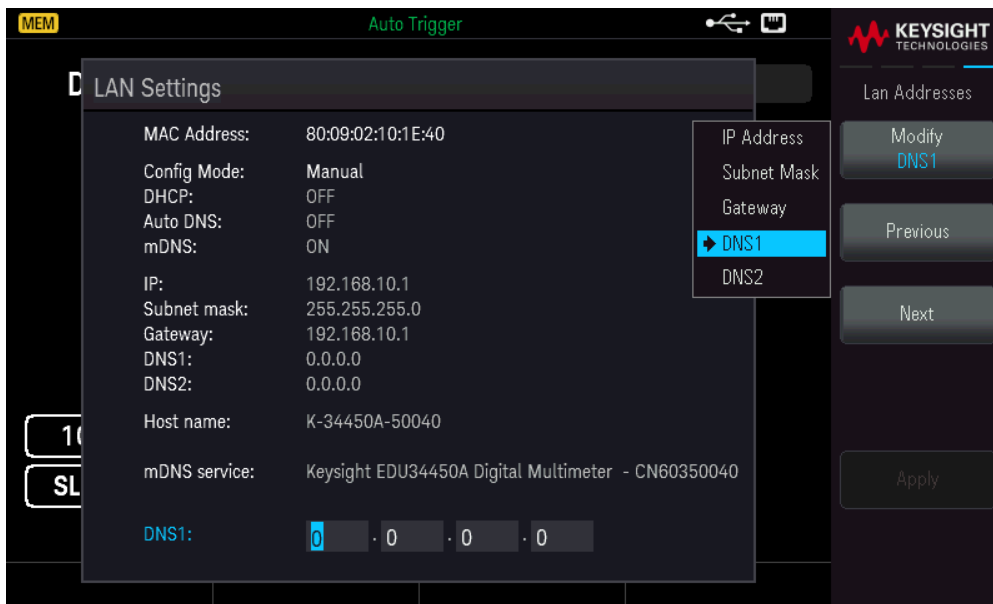 MEM
Auto Trigger
KEYSIGHT
TECHNOLOGIES
D
LAN Settings
Lan Addresses
MAC Address: 80:09:02:10:1E:40
Config Mode: Manual
DHCP: OFF
Auto DNS: OFF
mDNS: ON
IP: 192.168.10.1
Subnet mask: 255.255.255.0
Gateway: 192.168.10.1
DNS1: 0.0.0.0
DNS2: 0.0.0.0
Host name: K-34450A-50040
mDNS service: Keysight EDU34450A Digital Multimeter - CN60350040
DNS1: 0 . 0 . 0 . 0
IP Address
Subnet Mask
Gateway
DNS1
DNS2
Modify
DNS1
Previous
Next
Apply
10
SL